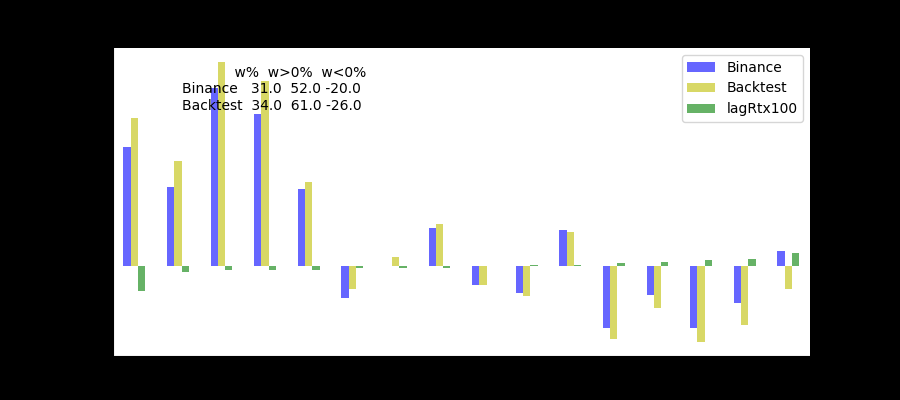 w%  w>0%  w<0%
Binance   31.0  52.0 -20.0
Backtest  34.0  61.0 -26.0
Binance
Backtest
lagRtx100